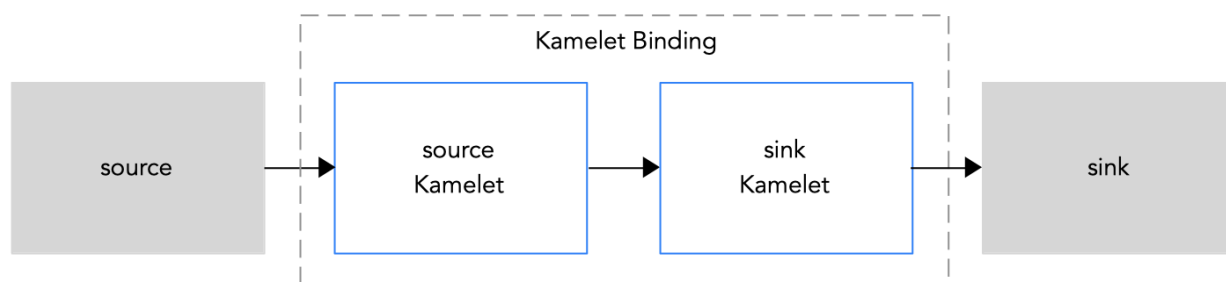 Kamelet Binding
source
source
Kamelet
sink
Kamelet
sink